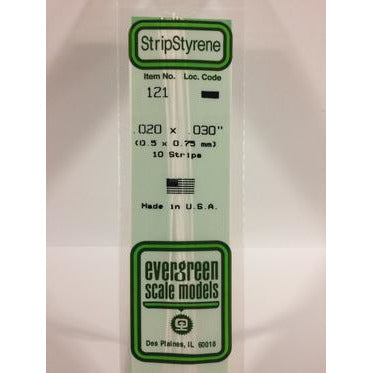 StripStyrene
Item No. Loc. Code
121
.020 x .030"
(0.5 x 0.75 mm)
10 Strips
Made in U.S.A.
evergreen
scale models
Des Plaines, IL 60018